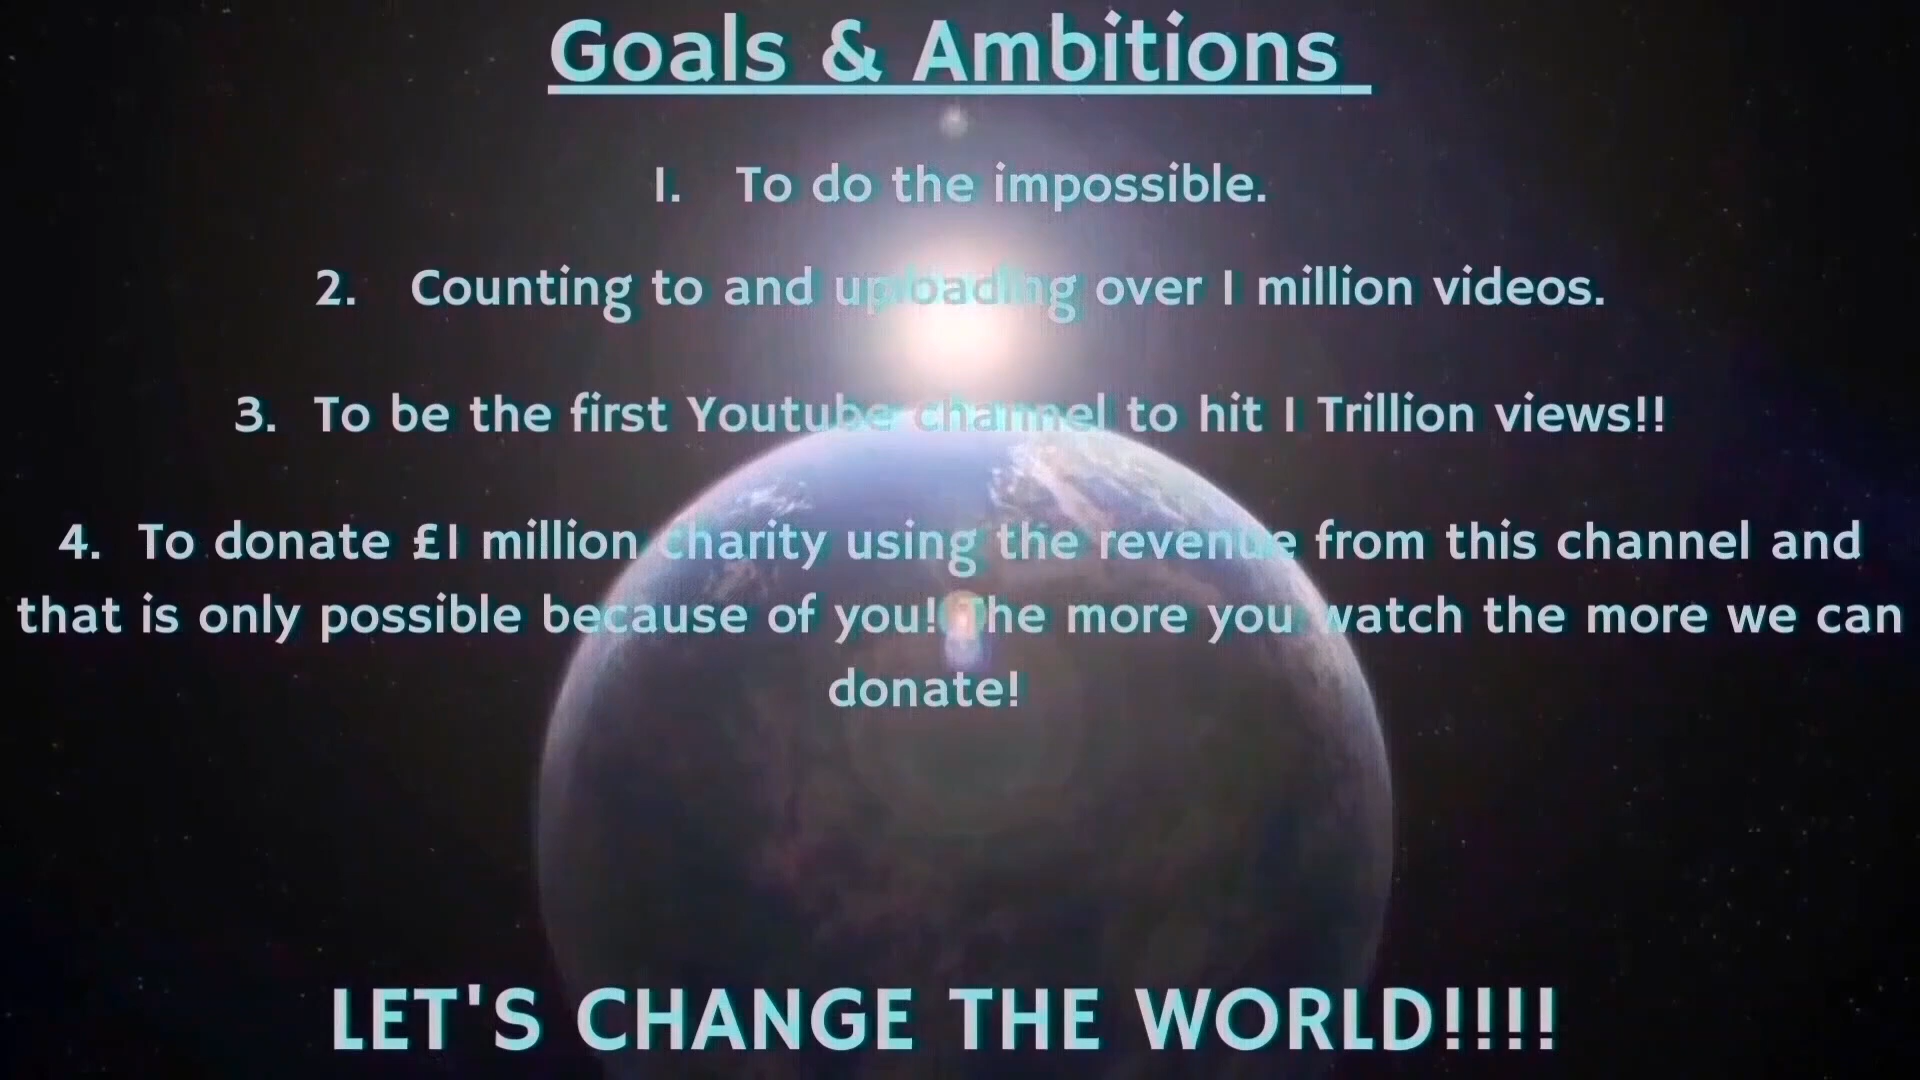 Goals & Ambitions
1. To do the impossible.
2. Counting to and uploading over 1 million videos.
3. To be the first Youtube channel to hit 1 Trillion views!!
4. To donate £1 million charity using the revenue from this channel and
that is only possible because of you! The more you watch the more we can
donate!
LET'S CHANGE THE WORLD!!!!